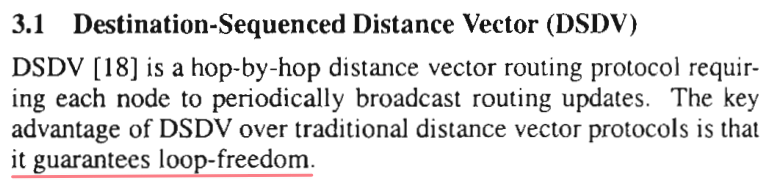 3.1 Destination-Sequenced Distance Vector (DSDV)
DSDV [18] is a hop-by-hop distance vector routing protocol requir-
ing each node to periodically broadcast routing updates. The key
advantage of DSDV over traditional distance vector protocols is that
it guarantees loop-freedom.